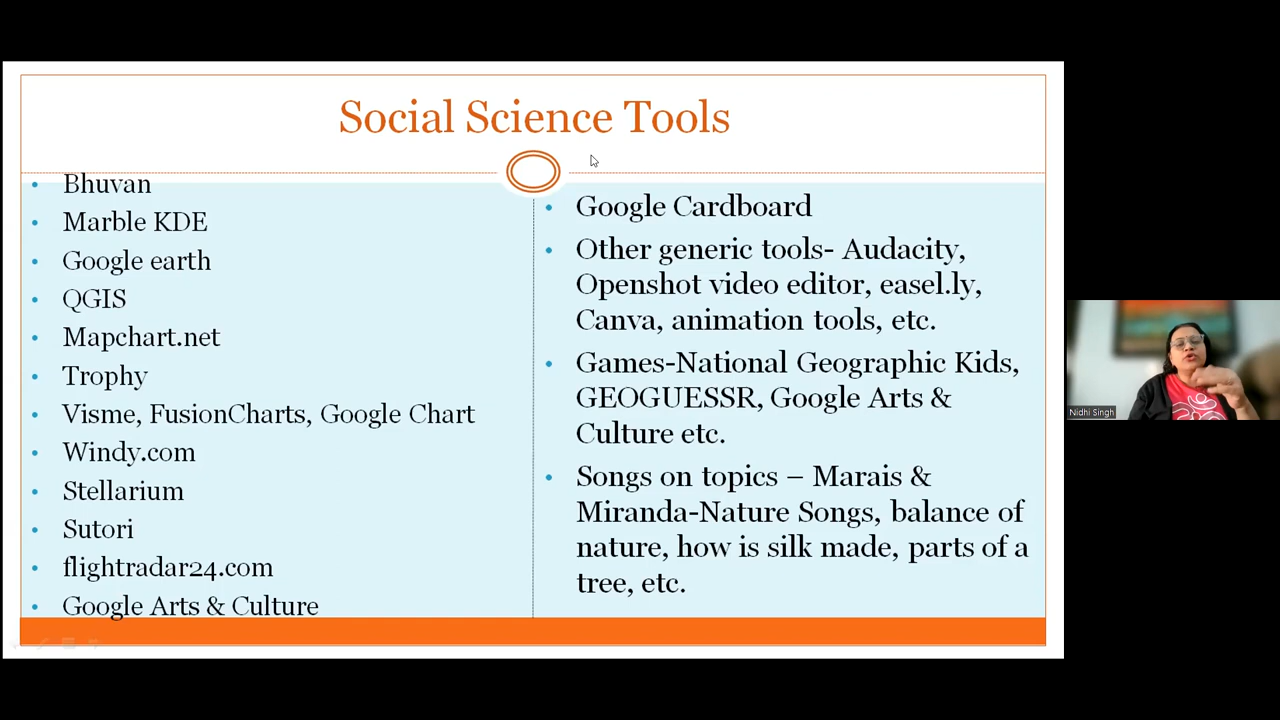 Social Science Tools
• Bhuvan
• Marble KDE
• Google earth
• QGIS
• Mapchart.net
• Trophy
• Visme, FusionCharts, Google Chart
• Windy.com
• Stellarium
• Sutori
• flightradar24.com
• Google Arts & Culture
• Google Cardboard
• Other generic tools- Audacity,
Openshot video editor, easel.ly,
Canva, animation tools, etc.
• Games-National Geographic Kids,
GEOGUESSR, Google Arts &
Culture etc.
• Songs on topics – Marais &
Miranda-Nature Songs, balance of
nature, how is silk made, parts of a
tree, etc.
Nidhi Singh